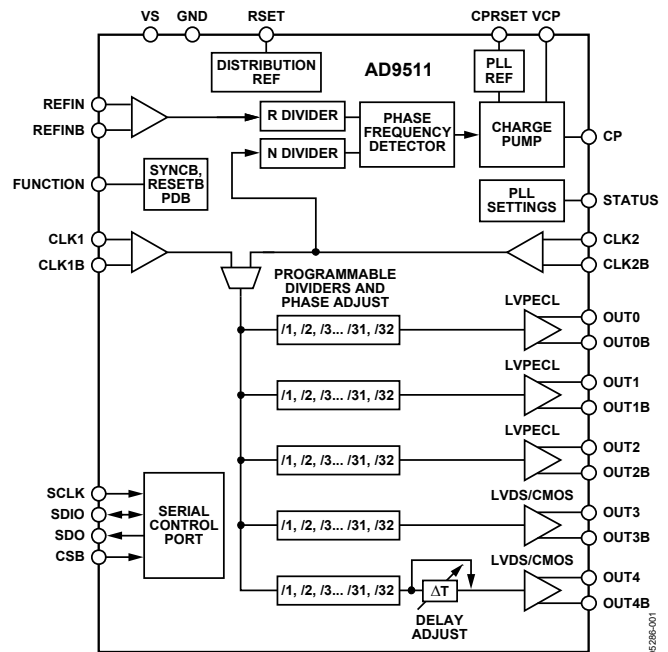 VS GND RSET CPRSET VCP
DISTRIBUTION
REF
AD9511
PLL
REF
REFIN
REFINB
R DIVIDER
N DIVIDER
PHASE
FREQUENCY
DETECTOR
CHARGE
PUMP
CP
FUNCTION
SYNCB,
RESETB
PDB
PLL
SETTINGS
STATUS
CLK1
CLK1B
CLK2
CLK2B
PROGRAMMABLE
DIVIDERS AND
PHASE ADJUST
LVPECL
/1, /2, /3... /31, /32
OUT0
OUT0B
LVPECL
/1, /2, /3... /31, /32
OUT1
OUT1B
LVPECL
/1, /2, /3... /31, /32
OUT2
OUT2B
SCLK
SDIO
SDO
CSB
SERIAL
CONTROL
PORT
LVDS/CMOS
/1, /2, /3... /31, /32
OUT3
OUT3B
LVDS/CMOS
/1, /2, /3... /31, /32
ΔT
OUT4
OUT4B
DELAY
ADJUST
05286-001